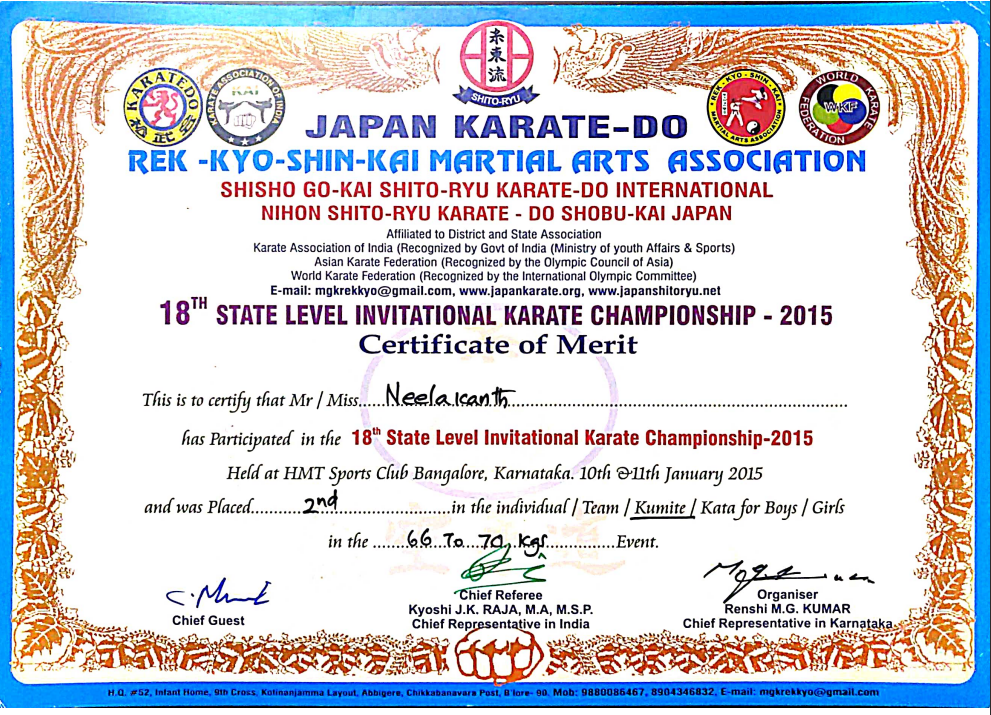 糸東流
SHITO-RYU
KARATEDO
松武会
KARATE ASSOCIATION OF INDIA
KAI
REK - KYO - SHIN - KAI
MARTIAL ARTS ASSOCIATION
WORLD KARATE FEDERATION
WKF
JAPAN KARATE-DO
REK -KYO-SHIN-KAI MARTIAL ARTS ASSOCIATION
SHISHO GO-KAI SHITO-RYU KARATE-DO INTERNATIONAL
NIHON SHITO-RYU KARATE - DO SHOBU-KAI JAPAN
Affiliated to District and State Association
Karate Association of India (Recognized by Govt of India (Ministry of youth Affairs & Sports)
Asian Karate Federation (Recognized by the Olympic Council of Asia)
World Karate Federation (Recognized by the International Olympic Committee)
E-mail: mgkrekkyo@gmail.com, www.japankarate.org, www.japanshitoryu.net
18TH STATE LEVEL INVITATIONAL KARATE CHAMPIONSHIP - 2015
Certificate of Merit
This is to certify that Mr / Miss.....Neelakanth..........
has Participated in the 18th State Level Invitational Karate Championship-2015
Held at HMT Sports Club Bangalore, Karnataka. 10th &11th January 2015
and was Placed..........2nd....................in the individual / Team / Kumite / Kata for Boys / Girls
in the ......66 To 70 Kgs..............Event.
Chief Guest
Chief Referee
Kyoshi J.K. RAJA, M.A, M.S.P.
Chief Representative in India
Organiser
Renshi M.G. KUMAR
Chief Representative in Karnataka
H.Q. #52, Infant Home, 9th Cross, Kalinanjamma Layout, Abbigere, Chikkabanavara Post, B'lore- 90. Mob: 9880086467, 8904346832, E-mail: mgkrekkyo@gmail.com